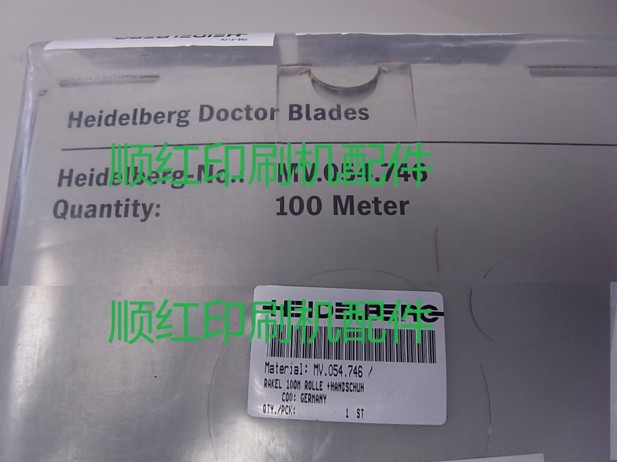 HEIDELBERG
Heidelberg Doctor Blades
顺红印刷机配件
Heidelberg-No.: MV.054.746
Quantity: 100 Meter
顺红印刷机配件
HEIDELBERG
Material: MV.054.746 /
RAKEL 100M ROLLE +HANDSCHUH
COO: GERMANY
QTY./PCK: 1 ST